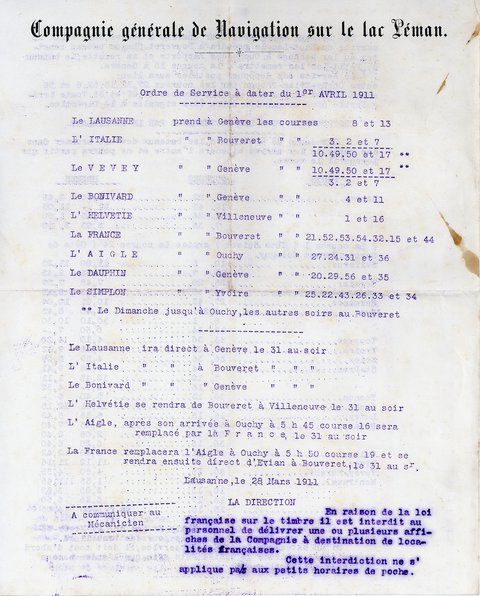 Compagnie générale de Navigation sur le lac Léman.
Ordre de Service à dater du 1er AVRIL 1911
Le LAUSANNE prend à Genève les courses 8 et 13
L' ITALIE " " Bouveret " " 3. 2 et 7
10.49.50 et 17 **
Le V E V E Y " " Genève " " 10.49.50 et 17 **
3. 2 et 7
Le BONIVARD " " Genève " " 4 et 11
L' HELVETIE " " Villeneuve " " 1 et 16
La FRANCE " " Bouveret " " 21.52.53.54.32.15 et 44
L' A I G L E " " Ouchy " " 27.24.31 et 36
Le DAUPHIN " " Genève " " 20.29.56 et 35
Le SIMPLON " " Yvoire " " 25.22.43.26.33 et 34
** Le Dimanche jusqu'à Ouchy,les autres soirs au Bouveret
Le Lausanne ira direct à Genève le 31 au soir
L' Italie " " à Bouveret " " "
Le Bonivard " " " Genève " " "
L' Helvétie se rendra de Bouveret à Villeneuve le 31 au soir
L' Aigle, après son arrivée à Ouchy à 5 h 45 course 16 sera
remplacé par la F r a n c e, le 31 au soir
La France remplacera l'Aigle à Ouchy à 5 h 50 course 19 et se
rendra ensuite direct d'Evian à Bouveret,le 31 au sr.
Lausanne,le 28 Mars 1911
LA DIRECTION
A communiquer au
Mécanicien
En raison de la loi
française sur le timbre il est interdit au
personnel de délivrer une ou plusieurs affi-
ches de la Compagnie à destination de loca-
lités françaises.
Cette interdiction ne s'
applique pas aux petits horaires de poche.